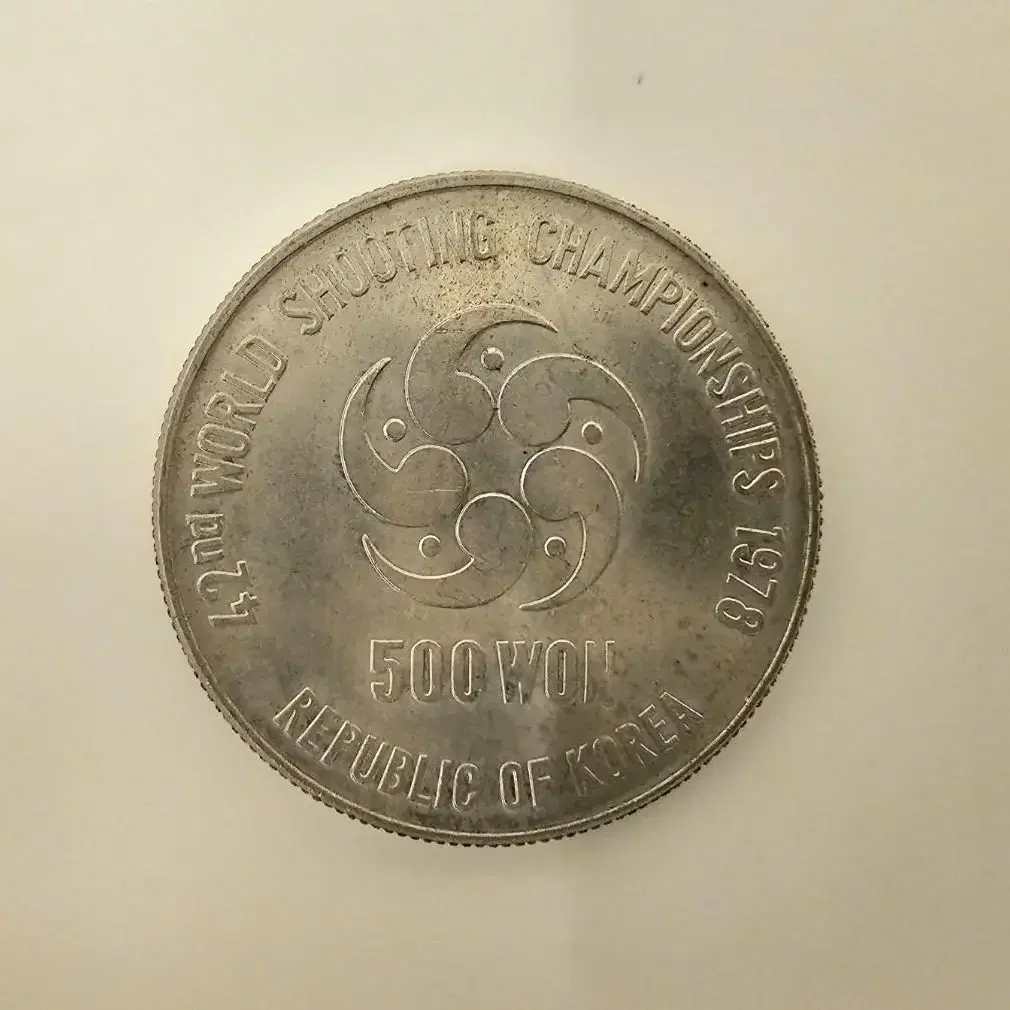 42nd WORLD SHOOTING CHAMPIONSHIPS 1978
500 WON
REPUBLIC OF KOREA